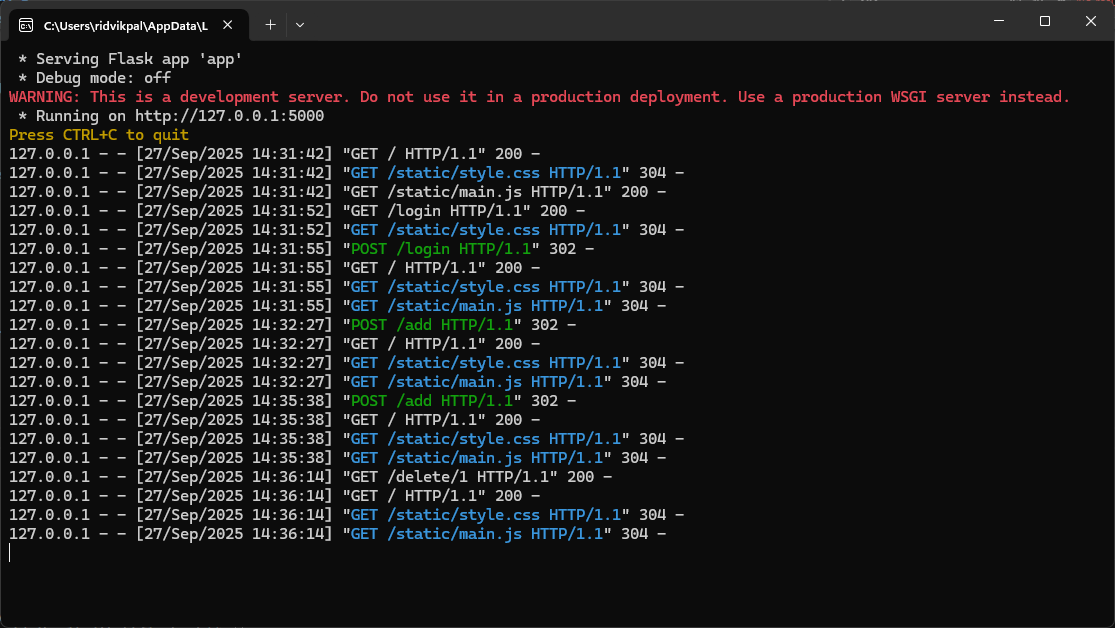 C:\Users\ridvikpal\AppData\L
 * Serving Flask app 'app'
 * Debug mode: off
WARNING: This is a development server. Do not use it in a production deployment. Use a production WSGI server instead.
 * Running on http://127.0.0.1:5000
Press CTRL+C to quit
127.0.0.1 - - [27/Sep/2025 14:31:42] "GET / HTTP/1.1" 200 -
127.0.0.1 - - [27/Sep/2025 14:31:42] "GET /static/style.css HTTP/1.1" 304 -
127.0.0.1 - - [27/Sep/2025 14:31:42] "GET /static/main.js HTTP/1.1" 200 -
127.0.0.1 - - [27/Sep/2025 14:31:52] "GET /login HTTP/1.1" 200 -
127.0.0.1 - - [27/Sep/2025 14:31:52] "GET /static/style.css HTTP/1.1" 304 -
127.0.0.1 - - [27/Sep/2025 14:31:55] "POST /login HTTP/1.1" 302 -
127.0.0.1 - - [27/Sep/2025 14:31:55] "GET / HTTP/1.1" 200 -
127.0.0.1 - - [27/Sep/2025 14:31:55] "GET /static/style.css HTTP/1.1" 304 -
127.0.0.1 - - [27/Sep/2025 14:31:55] "GET /static/main.js HTTP/1.1" 304 -
127.0.0.1 - - [27/Sep/2025 14:32:27] "POST /add HTTP/1.1" 302 -
127.0.0.1 - - [27/Sep/2025 14:32:27] "GET / HTTP/1.1" 200 -
127.0.0.1 - - [27/Sep/2025 14:32:27] "GET /static/style.css HTTP/1.1" 304 -
127.0.0.1 - - [27/Sep/2025 14:32:27] "GET /static/main.js HTTP/1.1" 304 -
127.0.0.1 - - [27/Sep/2025 14:35:38] "POST /add HTTP/1.1" 302 -
127.0.0.1 - - [27/Sep/2025 14:35:38] "GET / HTTP/1.1" 200 -
127.0.0.1 - - [27/Sep/2025 14:35:38] "GET /static/style.css HTTP/1.1" 304 -
127.0.0.1 - - [27/Sep/2025 14:35:38] "GET /static/main.js HTTP/1.1" 304 -
127.0.0.1 - - [27/Sep/2025 14:36:14] "GET /delete/1 HTTP/1.1" 200 -
127.0.0.1 - - [27/Sep/2025 14:36:14] "GET / HTTP/1.1" 200 -
127.0.0.1 - - [27/Sep/2025 14:36:14] "GET /static/style.css HTTP/1.1" 304 -
127.0.0.1 - - [27/Sep/2025 14:36:14] "GET /static/main.js HTTP/1.1" 304 -